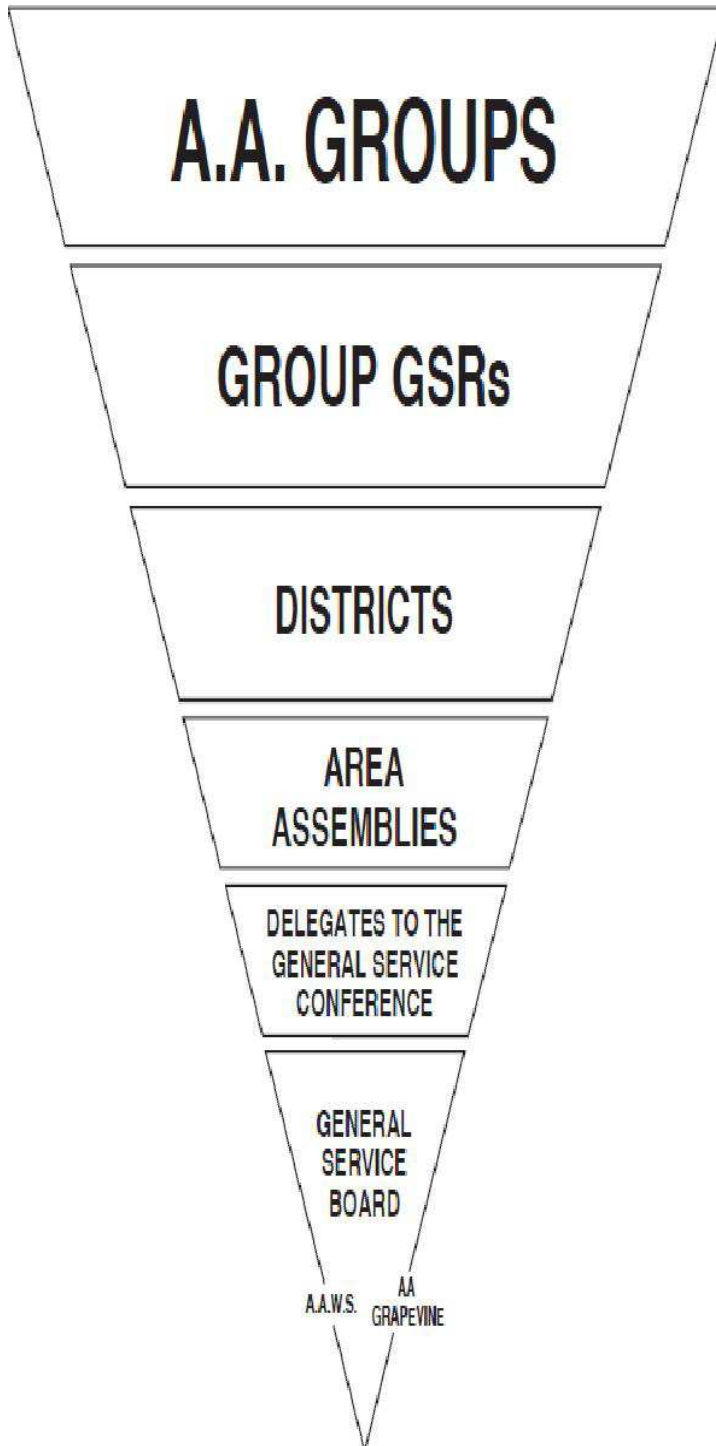 A.A. GROUPS
GROUP GSRs
DISTRICTS
AREA
ASSEMBLIES
DELEGATES TO THE
GENERAL SERVICE
CONFERENCE
GENERAL
SERVICE
BOARD
A.A.W.S.
AA
GRAPEVINE